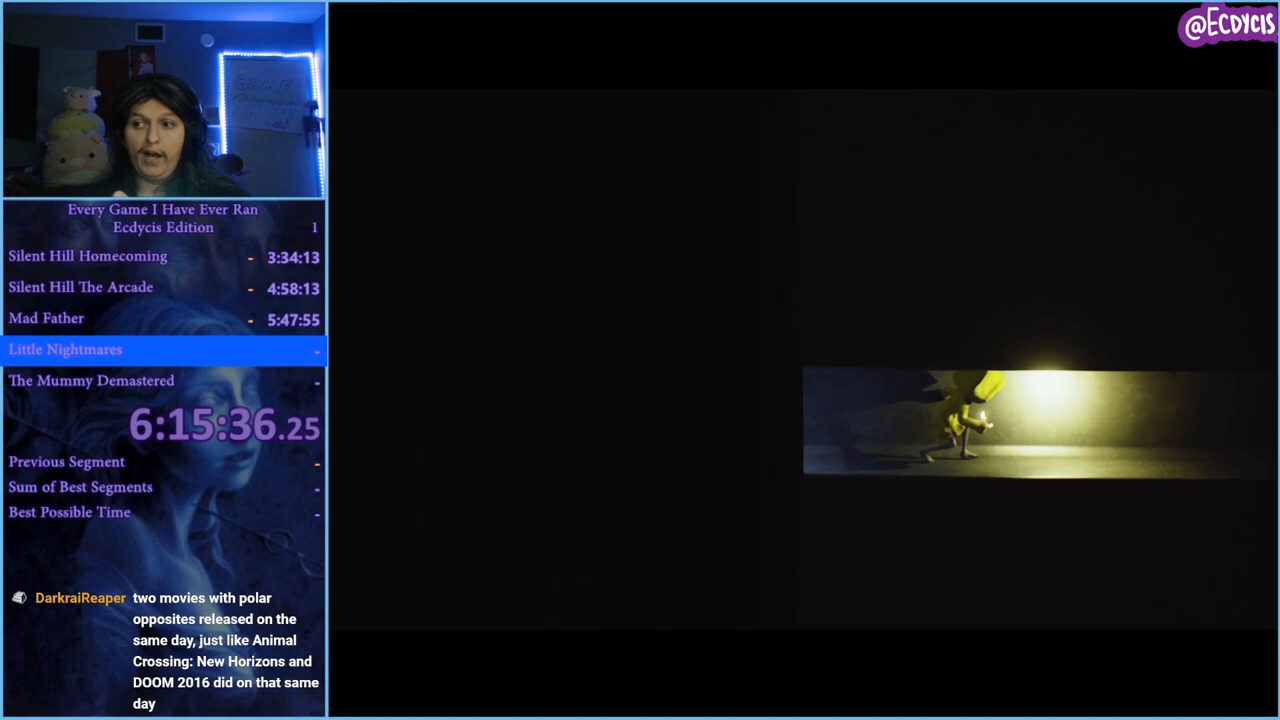 @ECDYCIS
Every Game I Have Ever Ran
Ecdycis Edition 1
Silent Hill Homecoming - 3:34:13
Silent Hill The Arcade - 4:58:13
Mad Father - 5:47:55
Little Nightmares -
The Mummy Demastered -
6:15:36.25
Previous Segment -
Sum of Best Segments -
Best Possible Time -
DarkraiReaper two movies with polar
opposites released on the
same day, just like Animal
Crossing: New Horizons and
DOOM 2016 did on that same
day